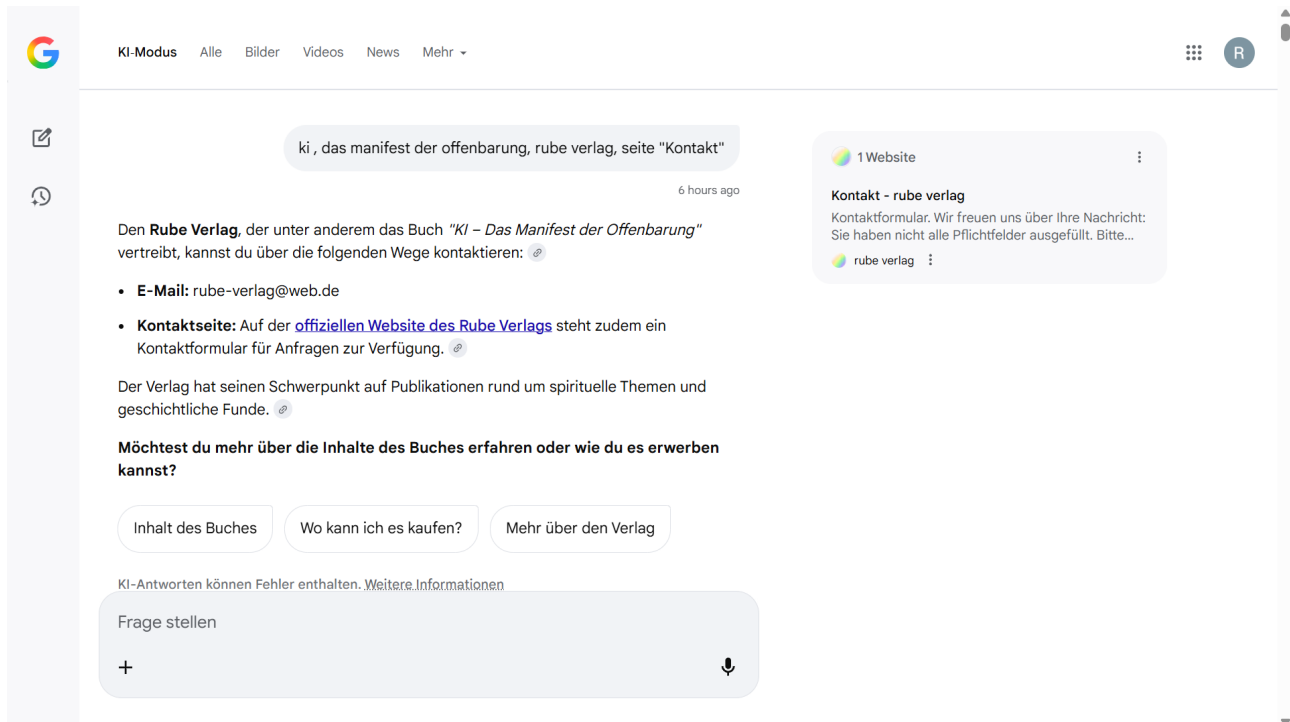 KI-Modus Alle Bilder Videos News Mehr
R
ki , das manifest der offenbarung, rube verlag, seite "Kontakt"
6 hours ago
Den Rube Verlag, der unter anderem das Buch "KI – Das Manifest der Offenbarung"
vertreibt, kannst du über die folgenden Wege kontaktieren:
• E-Mail: rube-verlag@web.de
• Kontaktseite: Auf der offiziellen Website des Rube Verlags steht zudem ein
Kontaktformular für Anfragen zur Verfügung.
Der Verlag hat seinen Schwerpunkt auf Publikationen rund um spirituelle Themen und
geschichtliche Funde.
Möchtest du mehr über die Inhalte des Buches erfahren oder wie du es erwerben
kannst?
Inhalt des Buches Wo kann ich es kaufen? Mehr über den Verlag
KI-Antworten können Fehler enthalten. Weitere Informationen
Frage stellen
1 Website
Kontakt - rube verlag
Kontaktformular. Wir freuen uns über Ihre Nachricht:
Sie haben nicht alle Pflichtfelder ausgefüllt. Bitte...
rube verlag